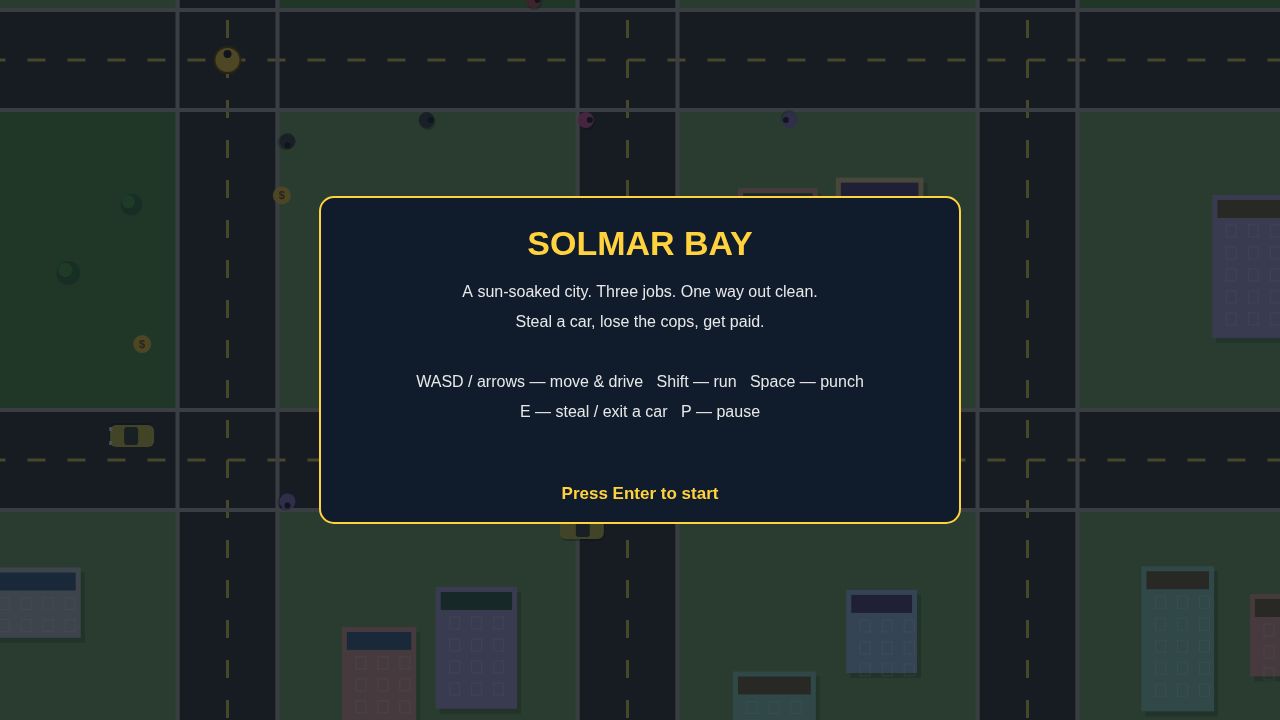 SOLMAR BAY
A sun-soaked city. Three jobs. One way out clean.
Steal a car, lose the cops, get paid.
WASD / arrows — move & drive   Shift — run   Space — punch
E — steal / exit a car   P — pause
Press Enter to start
$
$